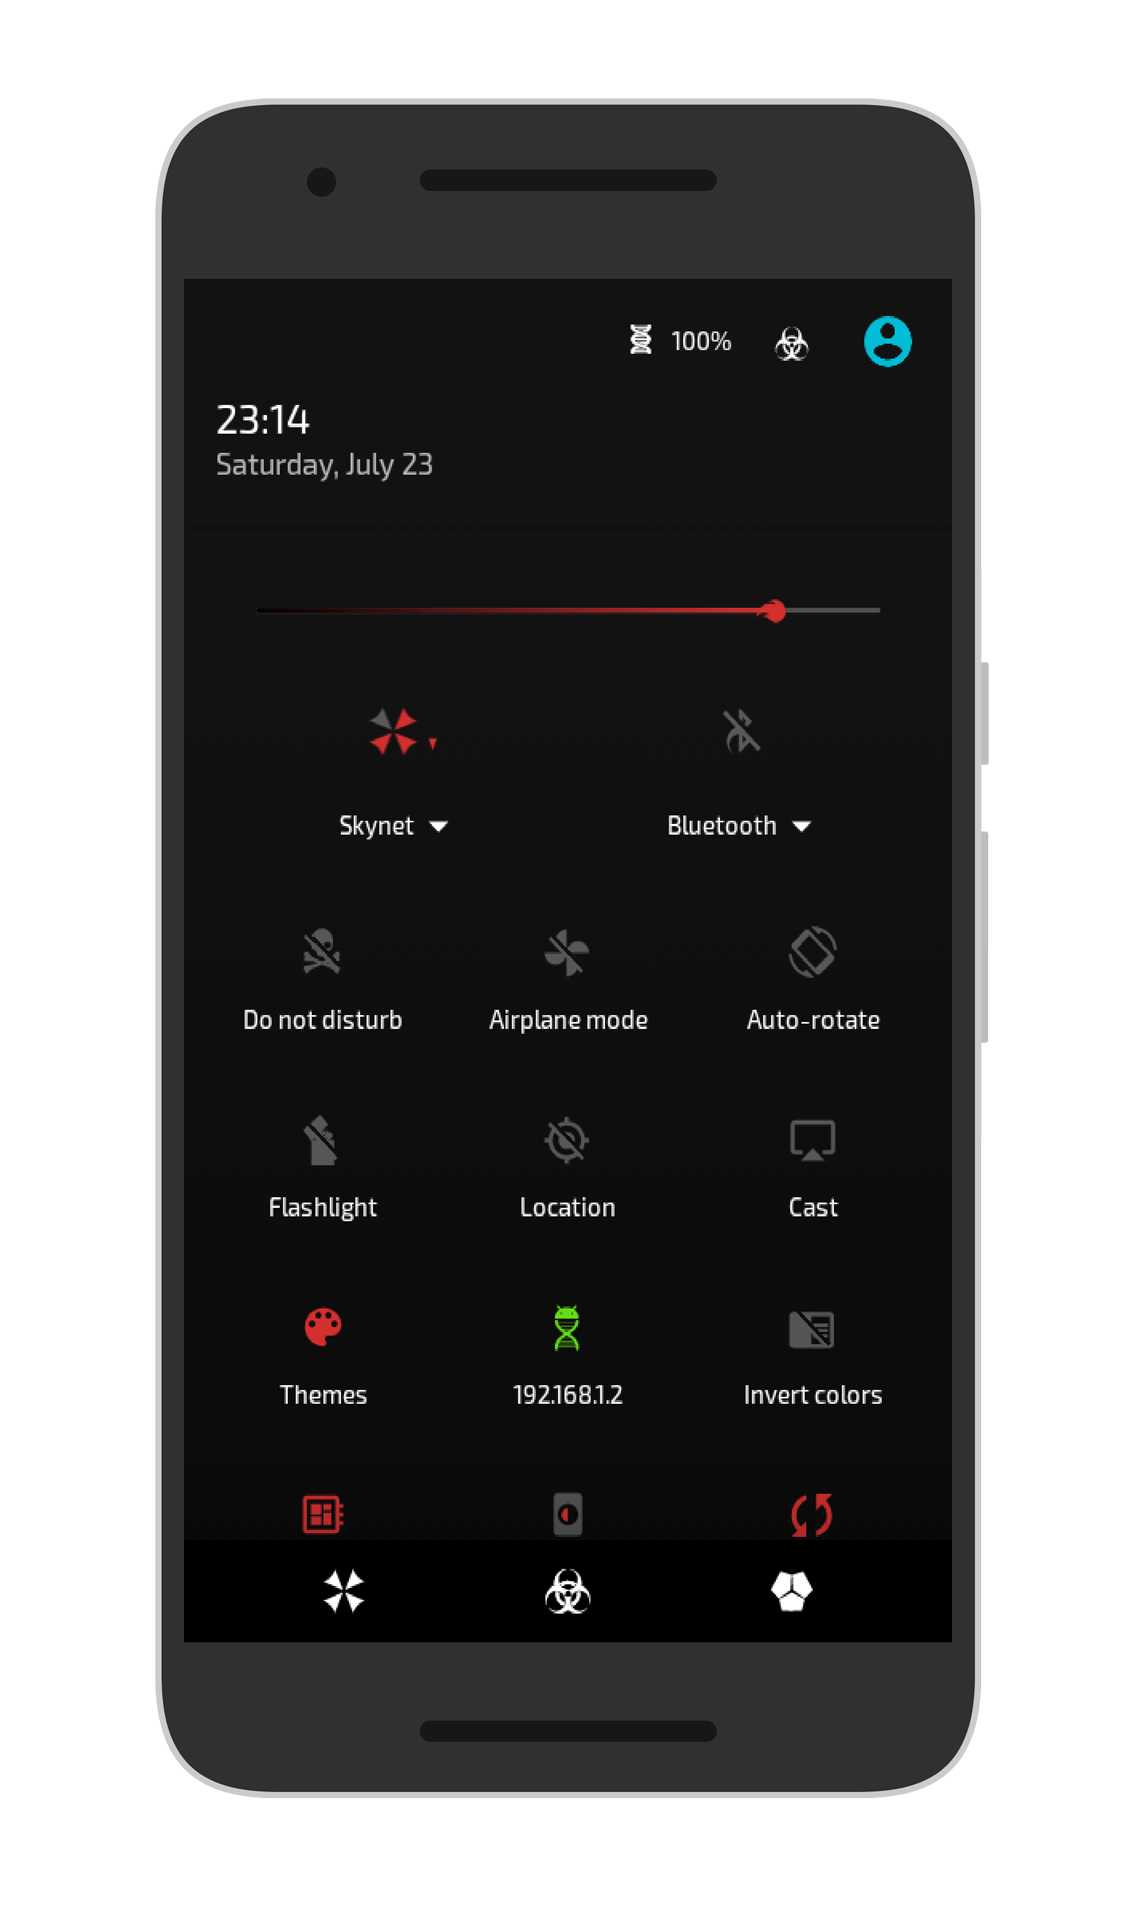 100%
23:14
Saturday, July 23
Skynet
Bluetooth
Do not disturb
Airplane mode
Auto-rotate
Flashlight
Location
Cast
Themes
192.168.1.2
Invert colors